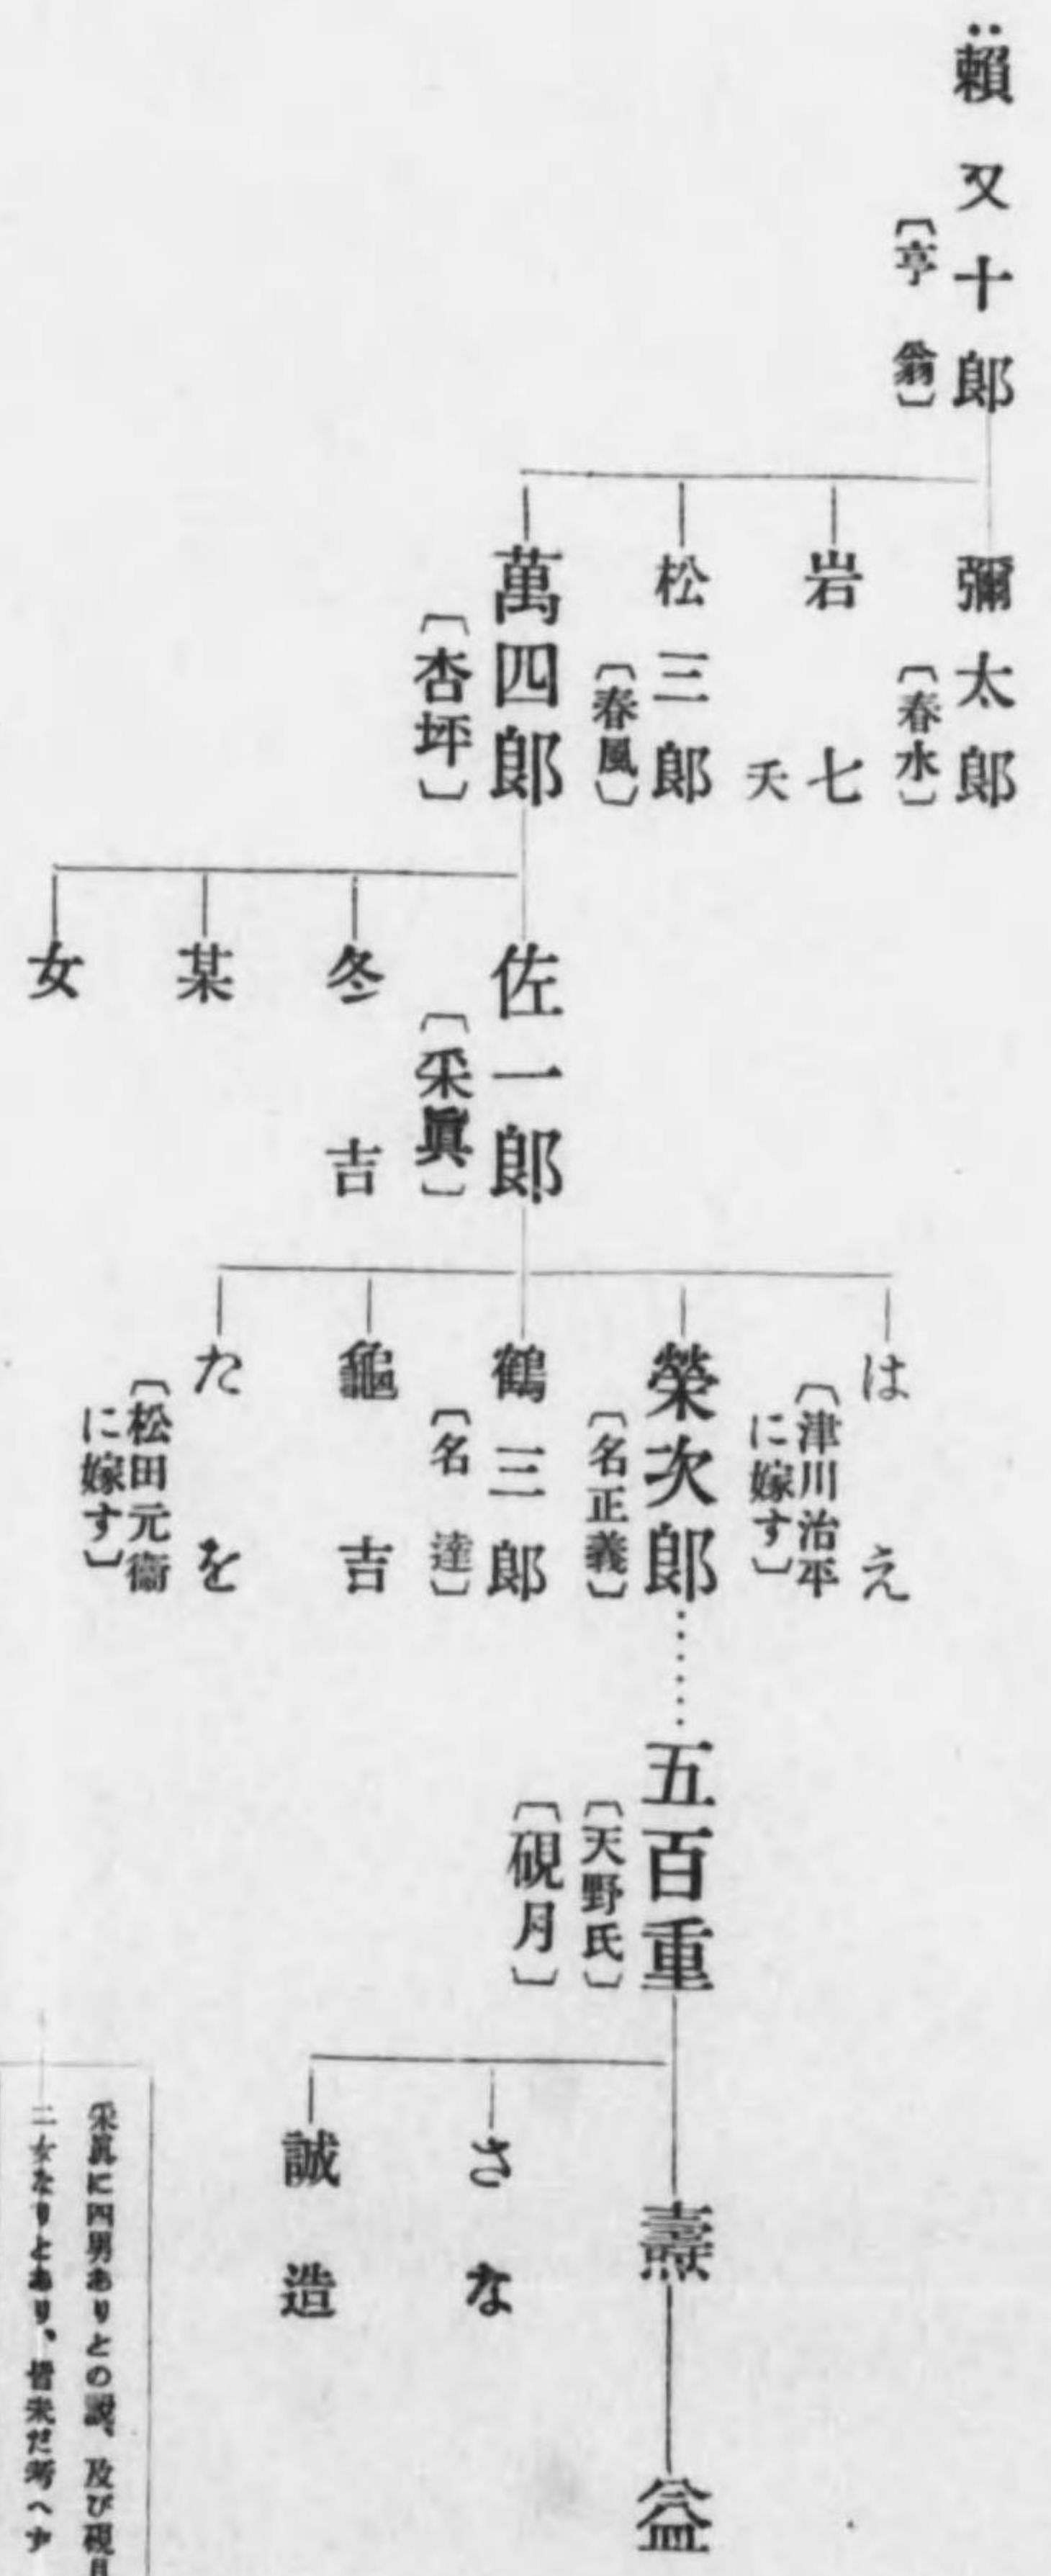 賴又十郎
〔亨翁〕
彌太郎
〔春水〕
岩七
夭
松三郎
〔春風〕
萬四郎
〔杏坪〕
佐一郎
〔采眞〕
冬吉
某
女
はえ
〔津川治平
に嫁す〕
榮次郎
〔名正義〕
鶴三郎
〔名達〕
龜吉
たを
〔松田元衞
に嫁す〕
五百重
〔天野氏〕
〔硯月〕
壽
さな
誠造
益
采眞に四男ありとの說、及び硯月
二女なりとあり、皆未だ考へ